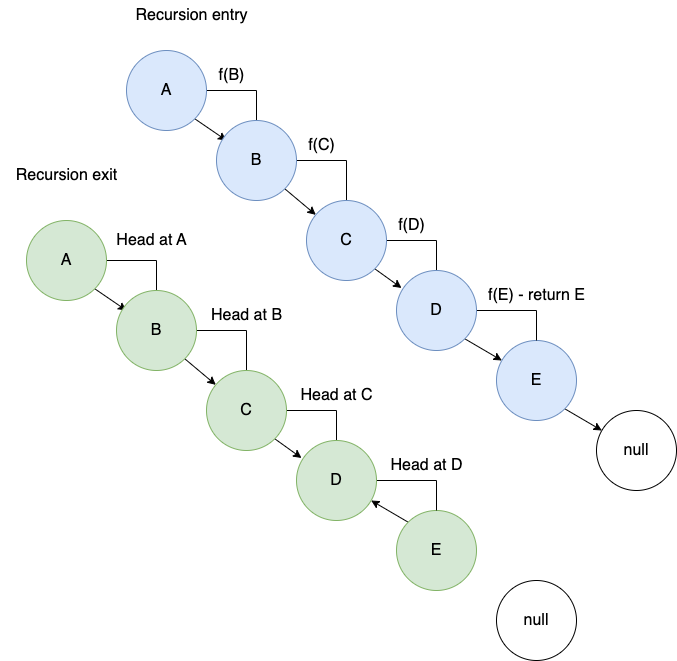 Recursion entry
A
f(B)
B
f(C)
C
f(D)
D
f(E) - return E
E
null
Recursion exit
A
Head at A
B
Head at B
C
Head at C
D
Head at D
E
null